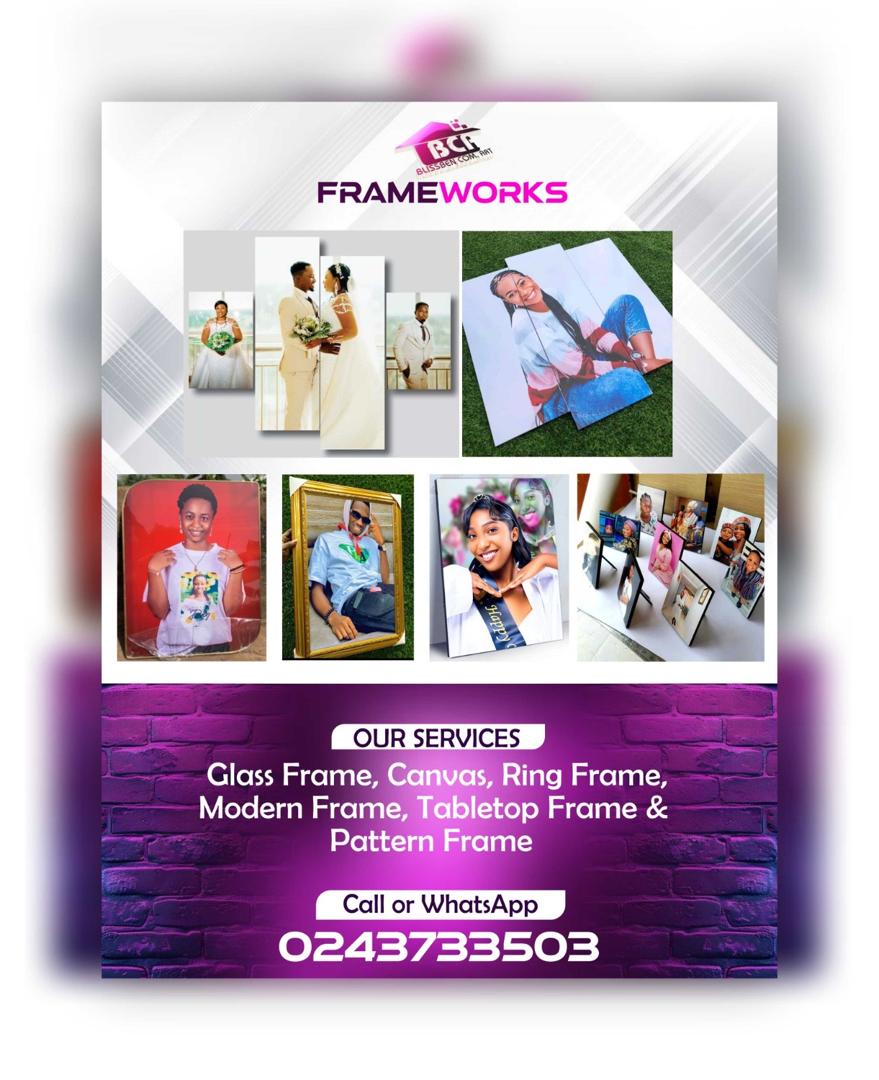 BCA
BLISSBEN COM. ART
FRAMEWORKS
Happy
OUR SERVICES
Glass Frame, Canvas, Ring Frame,
Modern Frame, Tabletop Frame &
Pattern Frame
Call or WhatsApp
0243733503